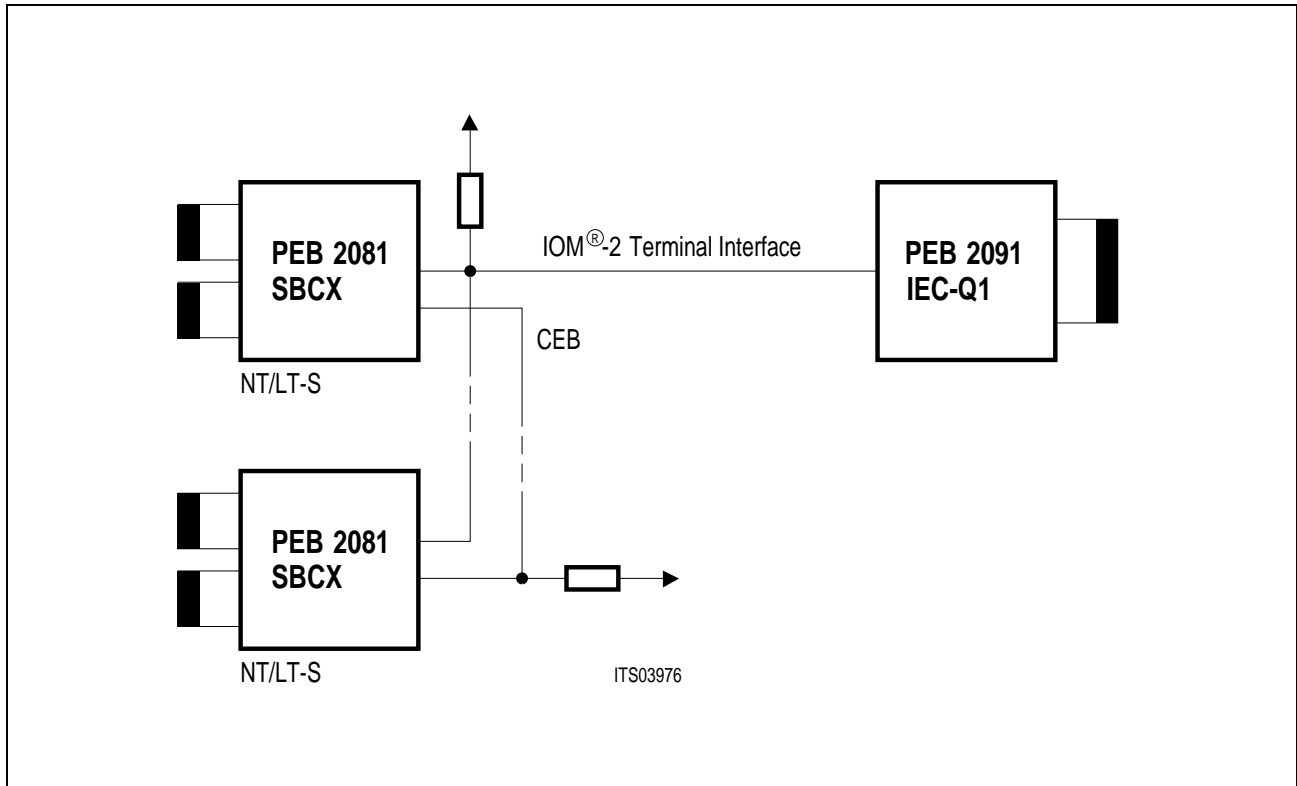 PEB 2081
SBCX
NT/LT-S
IOM®-2 Terminal Interface
CEB
PEB 2091
IEC-Q1
PEB 2081
SBCX
NT/LT-S
ITS03976